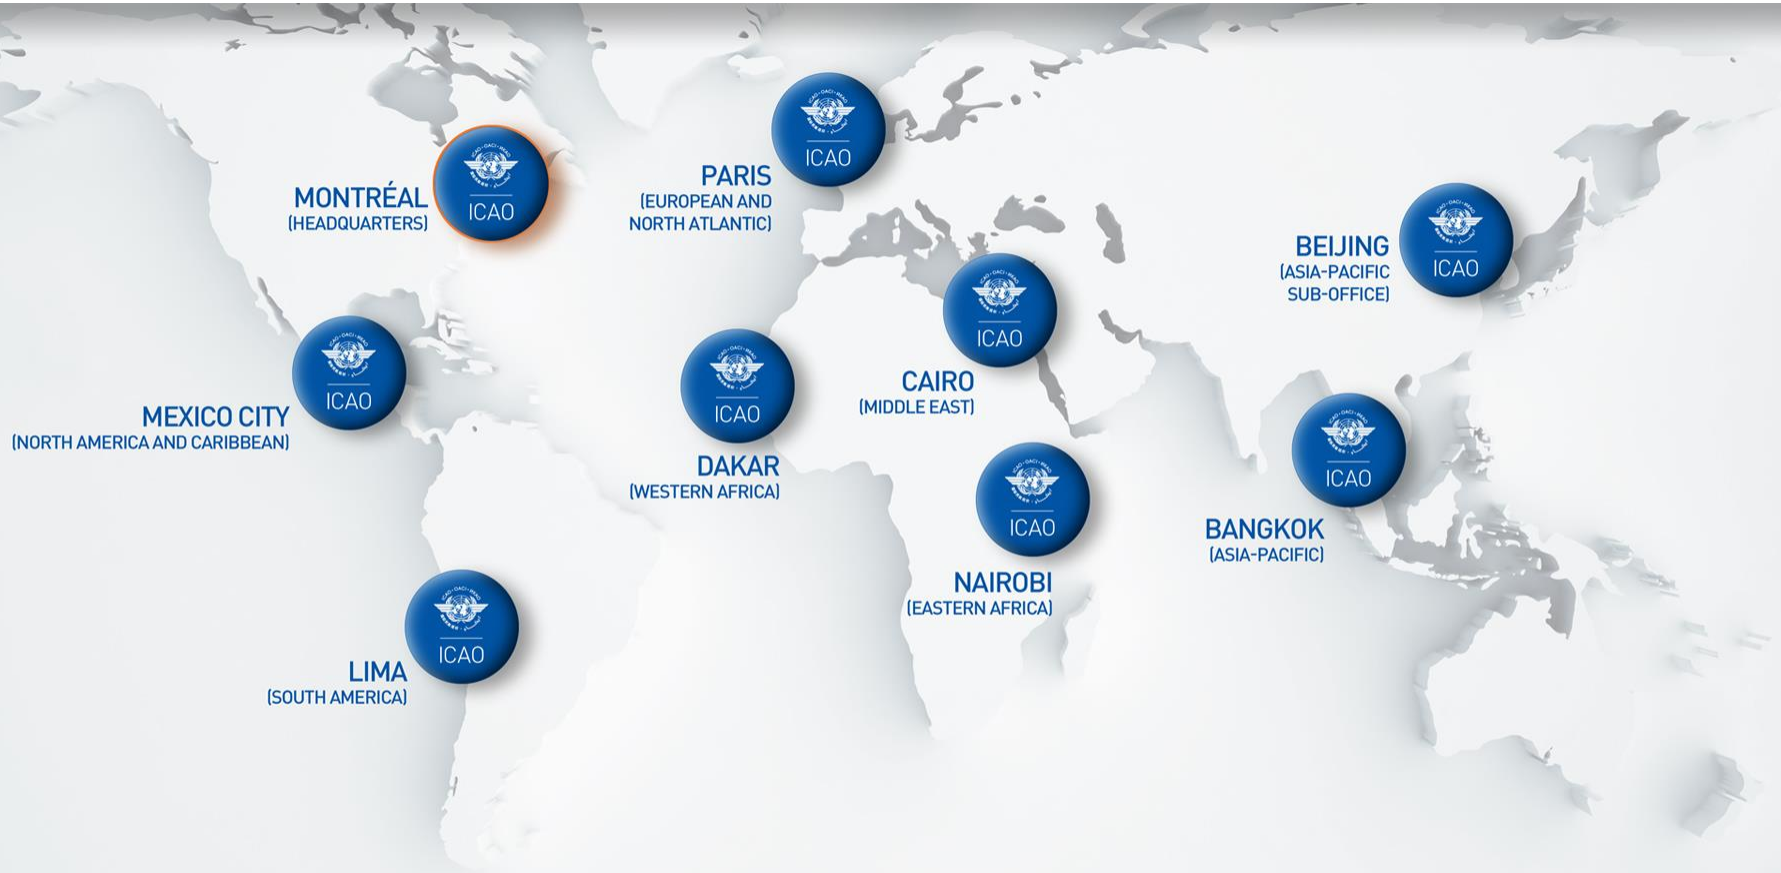 ICAO
MONTRÉAL
(HEADQUARTERS)
ICAO
PARIS
(EUROPEAN AND
NORTH ATLANTIC)
ICAO
BEIJING
(ASIA-PACIFIC
SUB-OFFICE)
ICAO
MEXICO CITY
(NORTH AMERICA AND CARIBBEAN)
ICAO
DAKAR
(WESTERN AFRICA)
ICAO
CAIRO
(MIDDLE EAST)
ICAO
NAIROBI
(EASTERN AFRICA)
ICAO
BANGKOK
(ASIA-PACIFIC)
ICAO
LIMA
(SOUTH AMERICA)